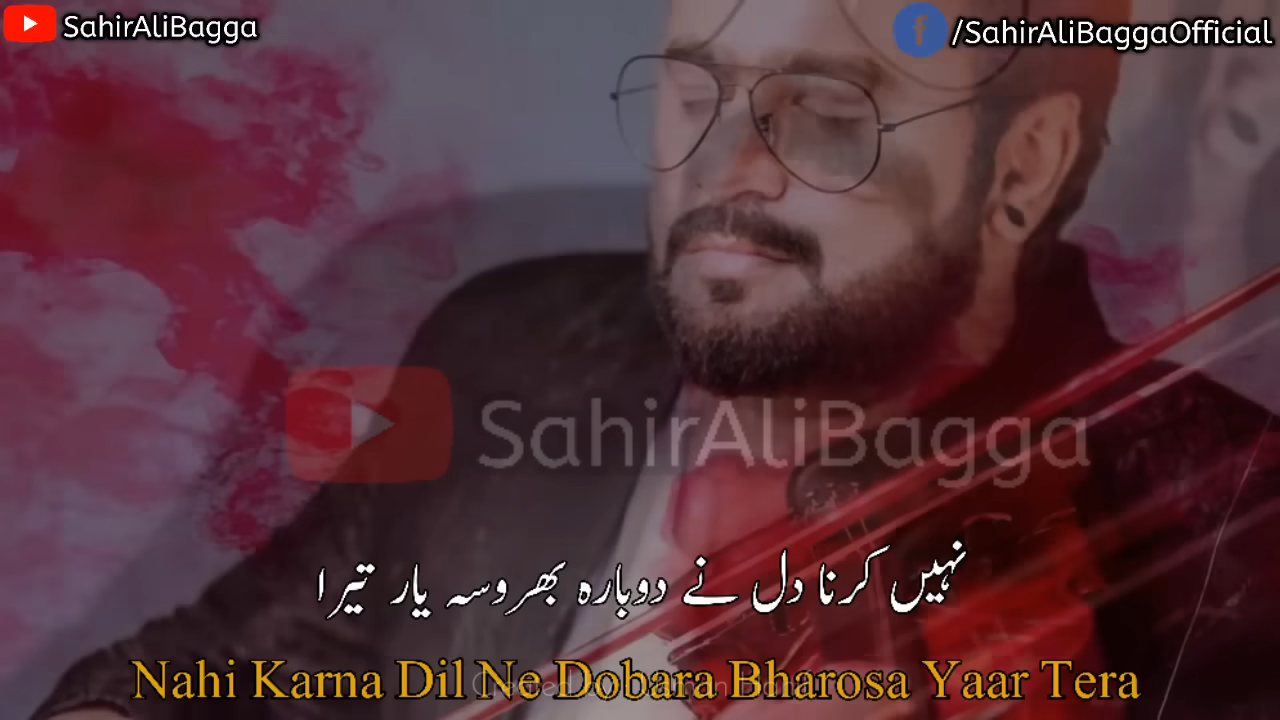 SahirAliBagga
/SahirAliBaggaOfficial
SahirAliBagga
نہیں کرنا دل نے دوبارہ بھروسہ یار تیرا
Nahi Karna Dil Ne Dobara Bharosa Yaar Tera